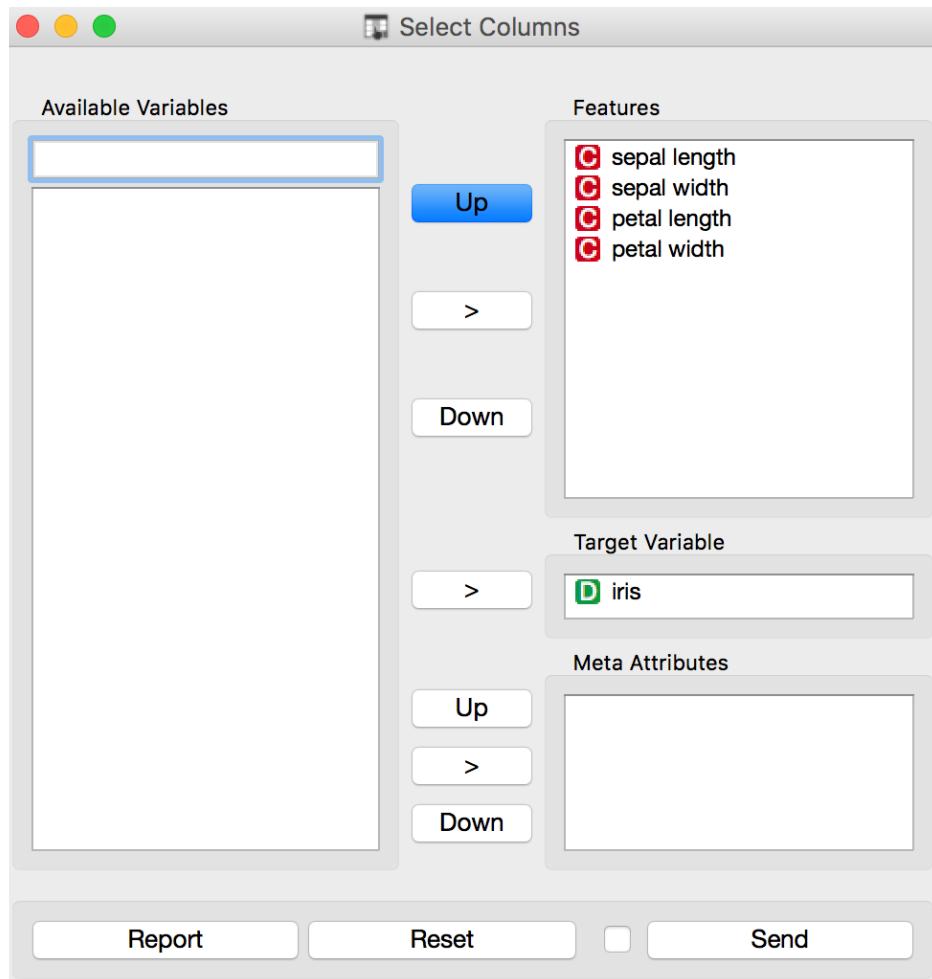 Select Columns
Available Variables
Up
>
Down
>
Up
>
Down
Features
C sepal length
C sepal width
C petal length
C petal width
Target Variable
D iris
Meta Attributes
Report
Reset
Send